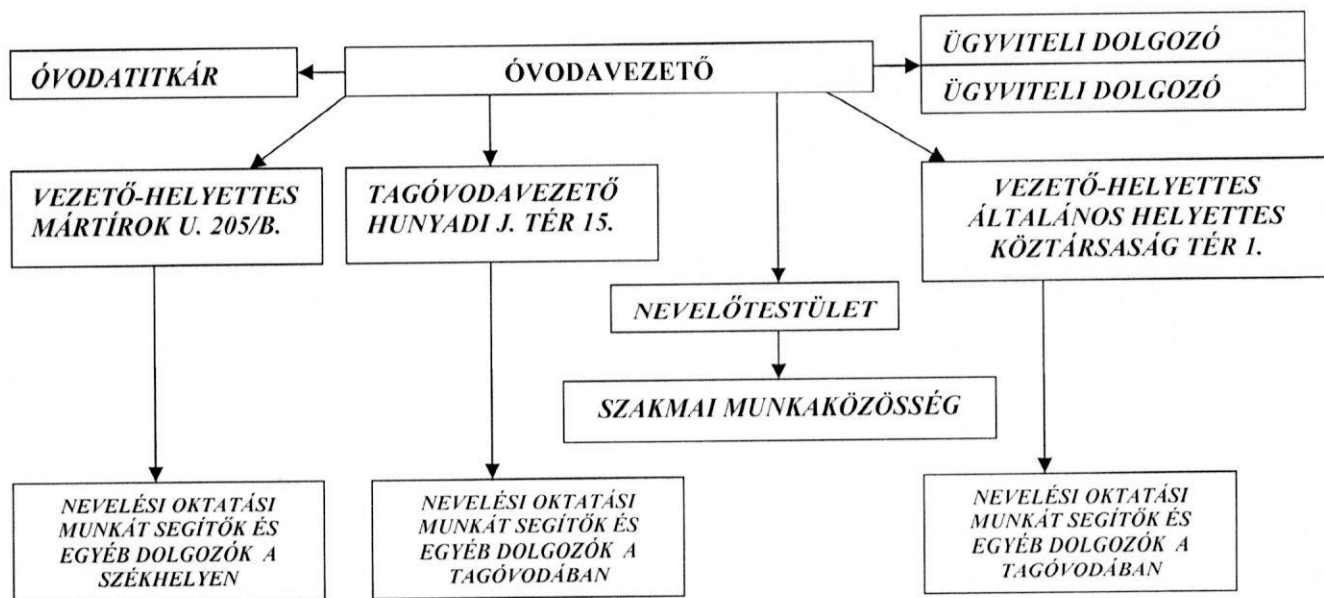 ÓVODATITKÁR
ÓVODAVEZETŐ
ÜGYVITELI DOLGOZÓ
ÜGYVITELI DOLGOZÓ
VEZETŐ-HELYETTES
MÁRTÍROK U. 205/B.
TAGÓVODAVEZETŐ
HUNYADI J. TÉR 15.
VEZETŐ-HELYETTES
ÁLTALÁNOS HELYETTES
KÖZTÁRSASÁG TÉR 1.
NEVELŐTESTÜLET
SZAKMAI MUNKAKÖZÖSSÉG
NEVELÉSI OKTATÁSI
MUNKÁT SEGÍTŐK ÉS
EGYÉB DOLGOZÓK A
SZÉKHELYEN
NEVELÉSI OKTATÁSI
MUNKÁT SEGÍTŐK ÉS
EGYÉB DOLGOZÓK A
TAGÓVODÁBAN
NEVELÉSI OKTATÁSI
MUNKÁT SEGÍTŐK ÉS
EGYÉB DOLGOZÓK A
TAGÓVODÁBAN